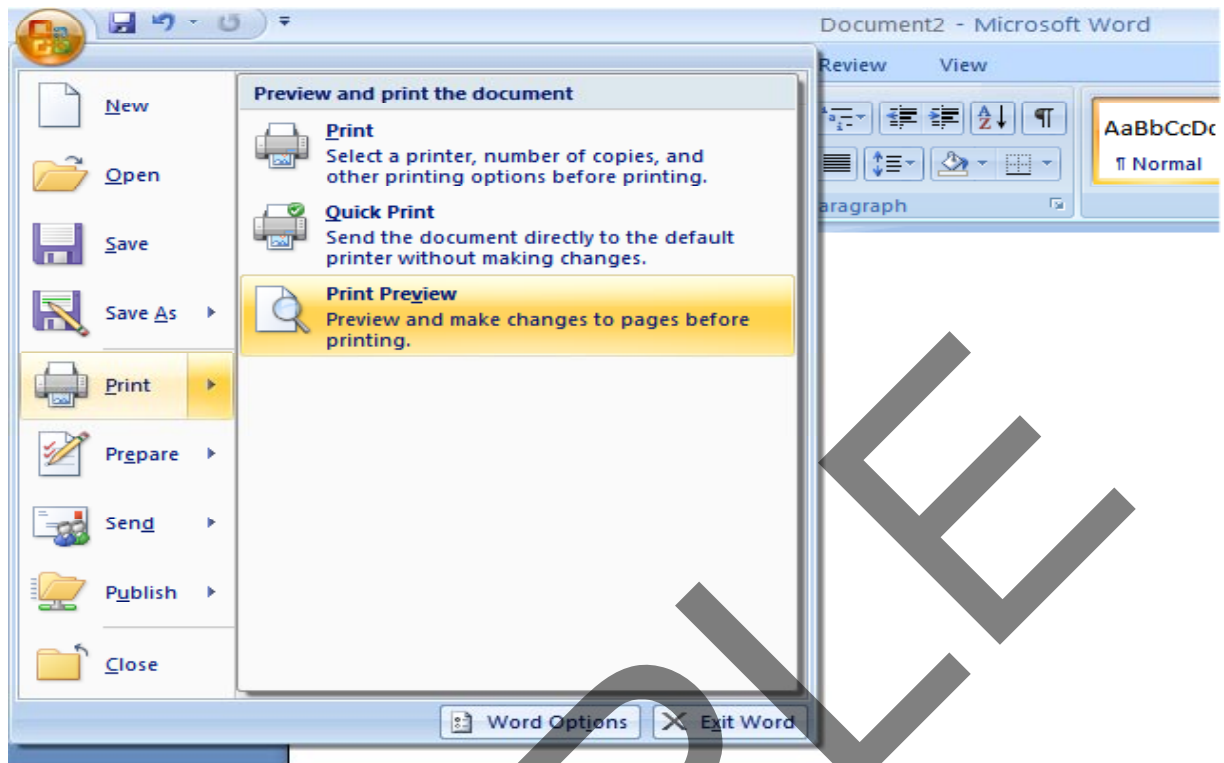 Document2 - Microsoft Word
Review View
New
Open
Save
Save As
Print
Prepare
Send
Publish
Close
Preview and print the document
Print
Select a printer, number of copies, and
other printing options before printing.
Quick Print
Send the document directly to the default
printer without making changes.
Print Preview
Preview and make changes to pages before
printing.
AaBbCcDc
¶ Normal
aragraph
Word Options Exit Word
PLE